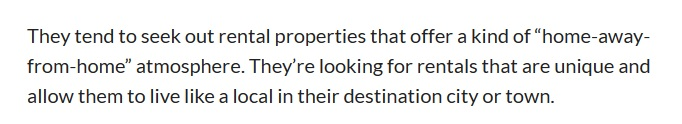 They tend to seek out rental properties that offer a kind of “home-away-
from-home” atmosphere. They’re looking for rentals that are unique and
allow them to live like a local in their destination city or town.